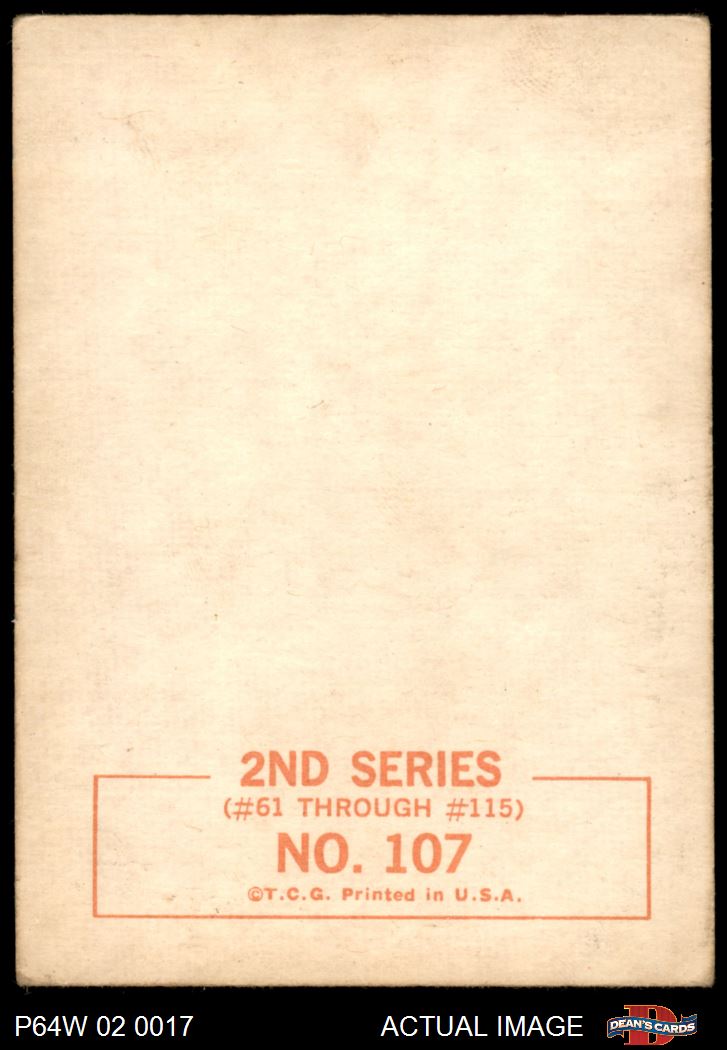 2ND SERIES
(#61 THROUGH #115)
NO. 107
©T.C.G. Printed in U.S.A.
P64W 02 0017
ACTUAL IMAGE
D
DEAN'S CARDS